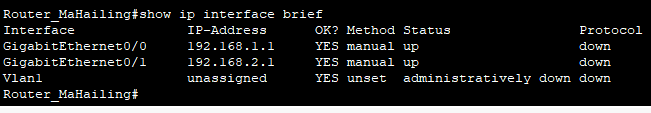 Router_MaHailing#show ip interface brief
Interface IP-Address OK? Method Status Protocol
GigabitEthernet0/0 192.168.1.1 YES manual up down
GigabitEthernet0/1 192.168.2.1 YES manual up down
Vlan1 unassigned YES unset administratively down down
Router_MaHailing#